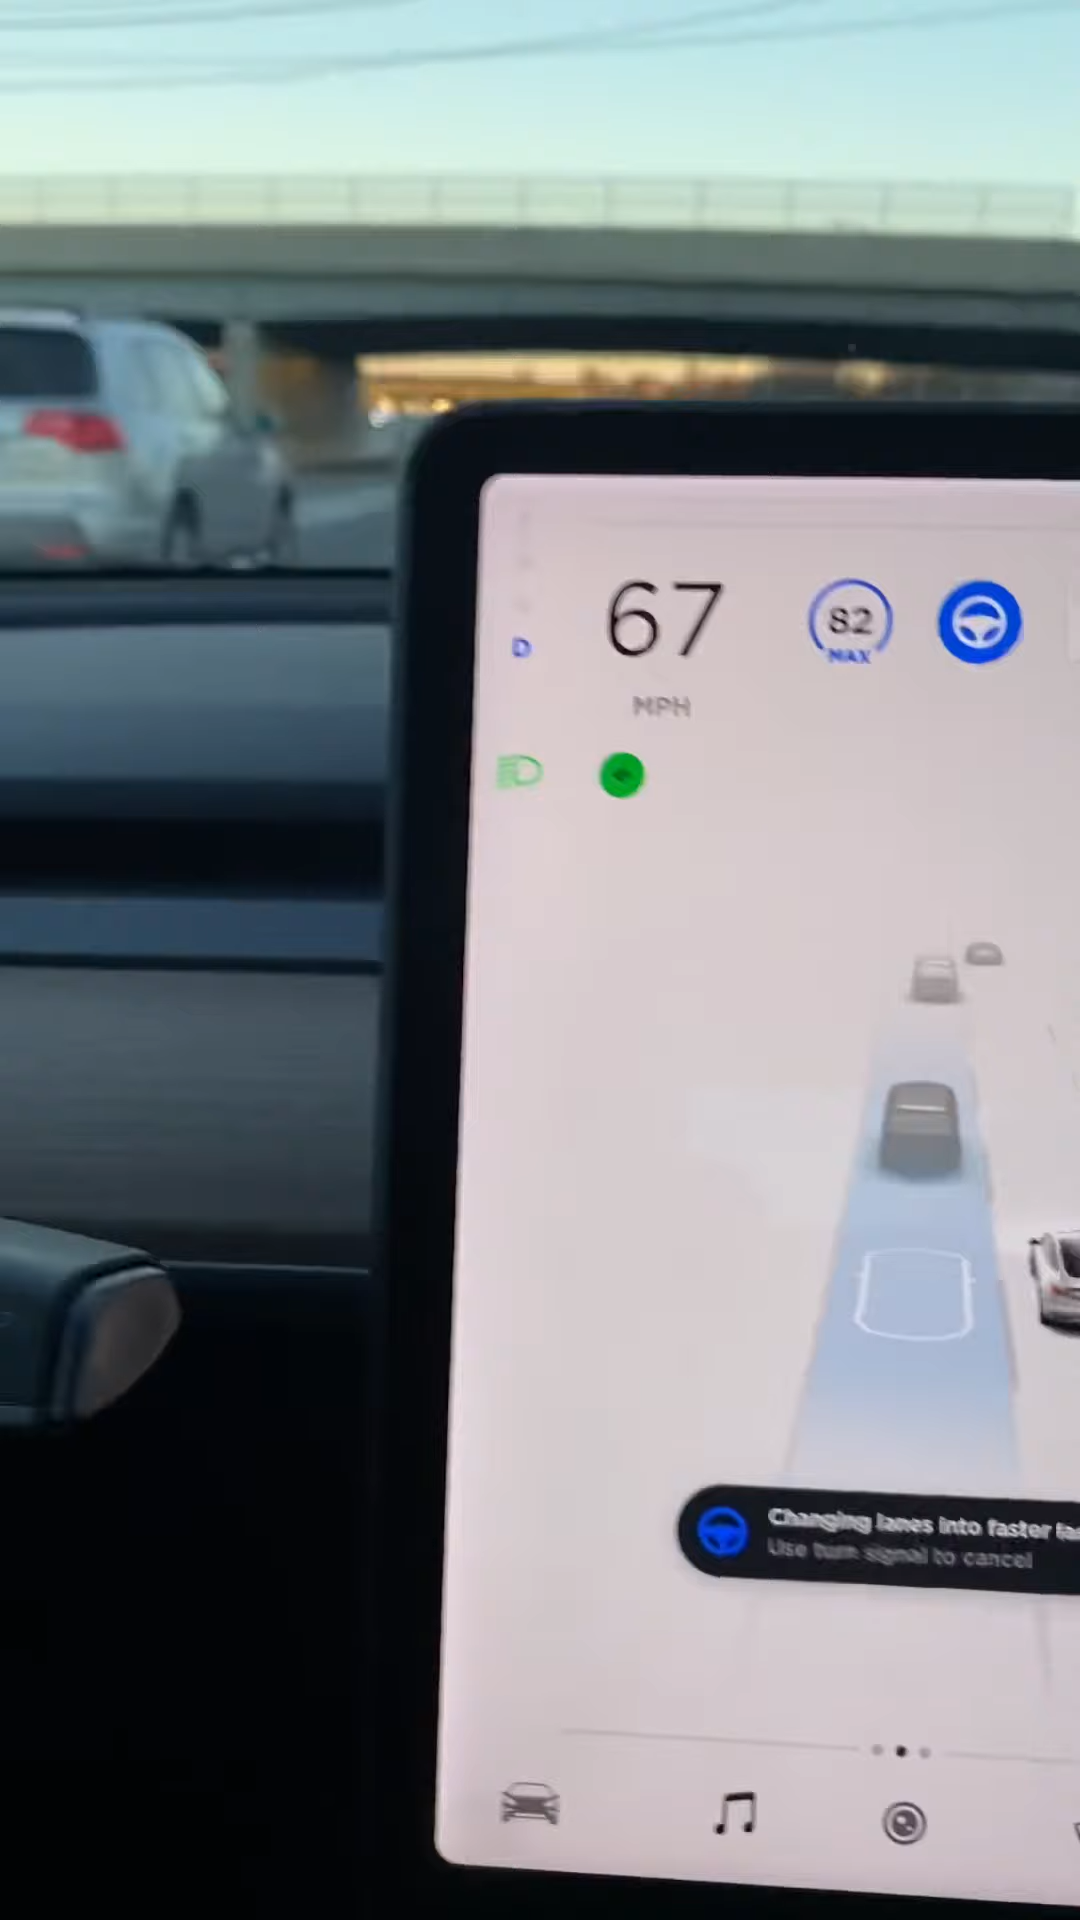 67
82
MAX
D
MPH
Changing lanes into faster
Use turn signal to cancel